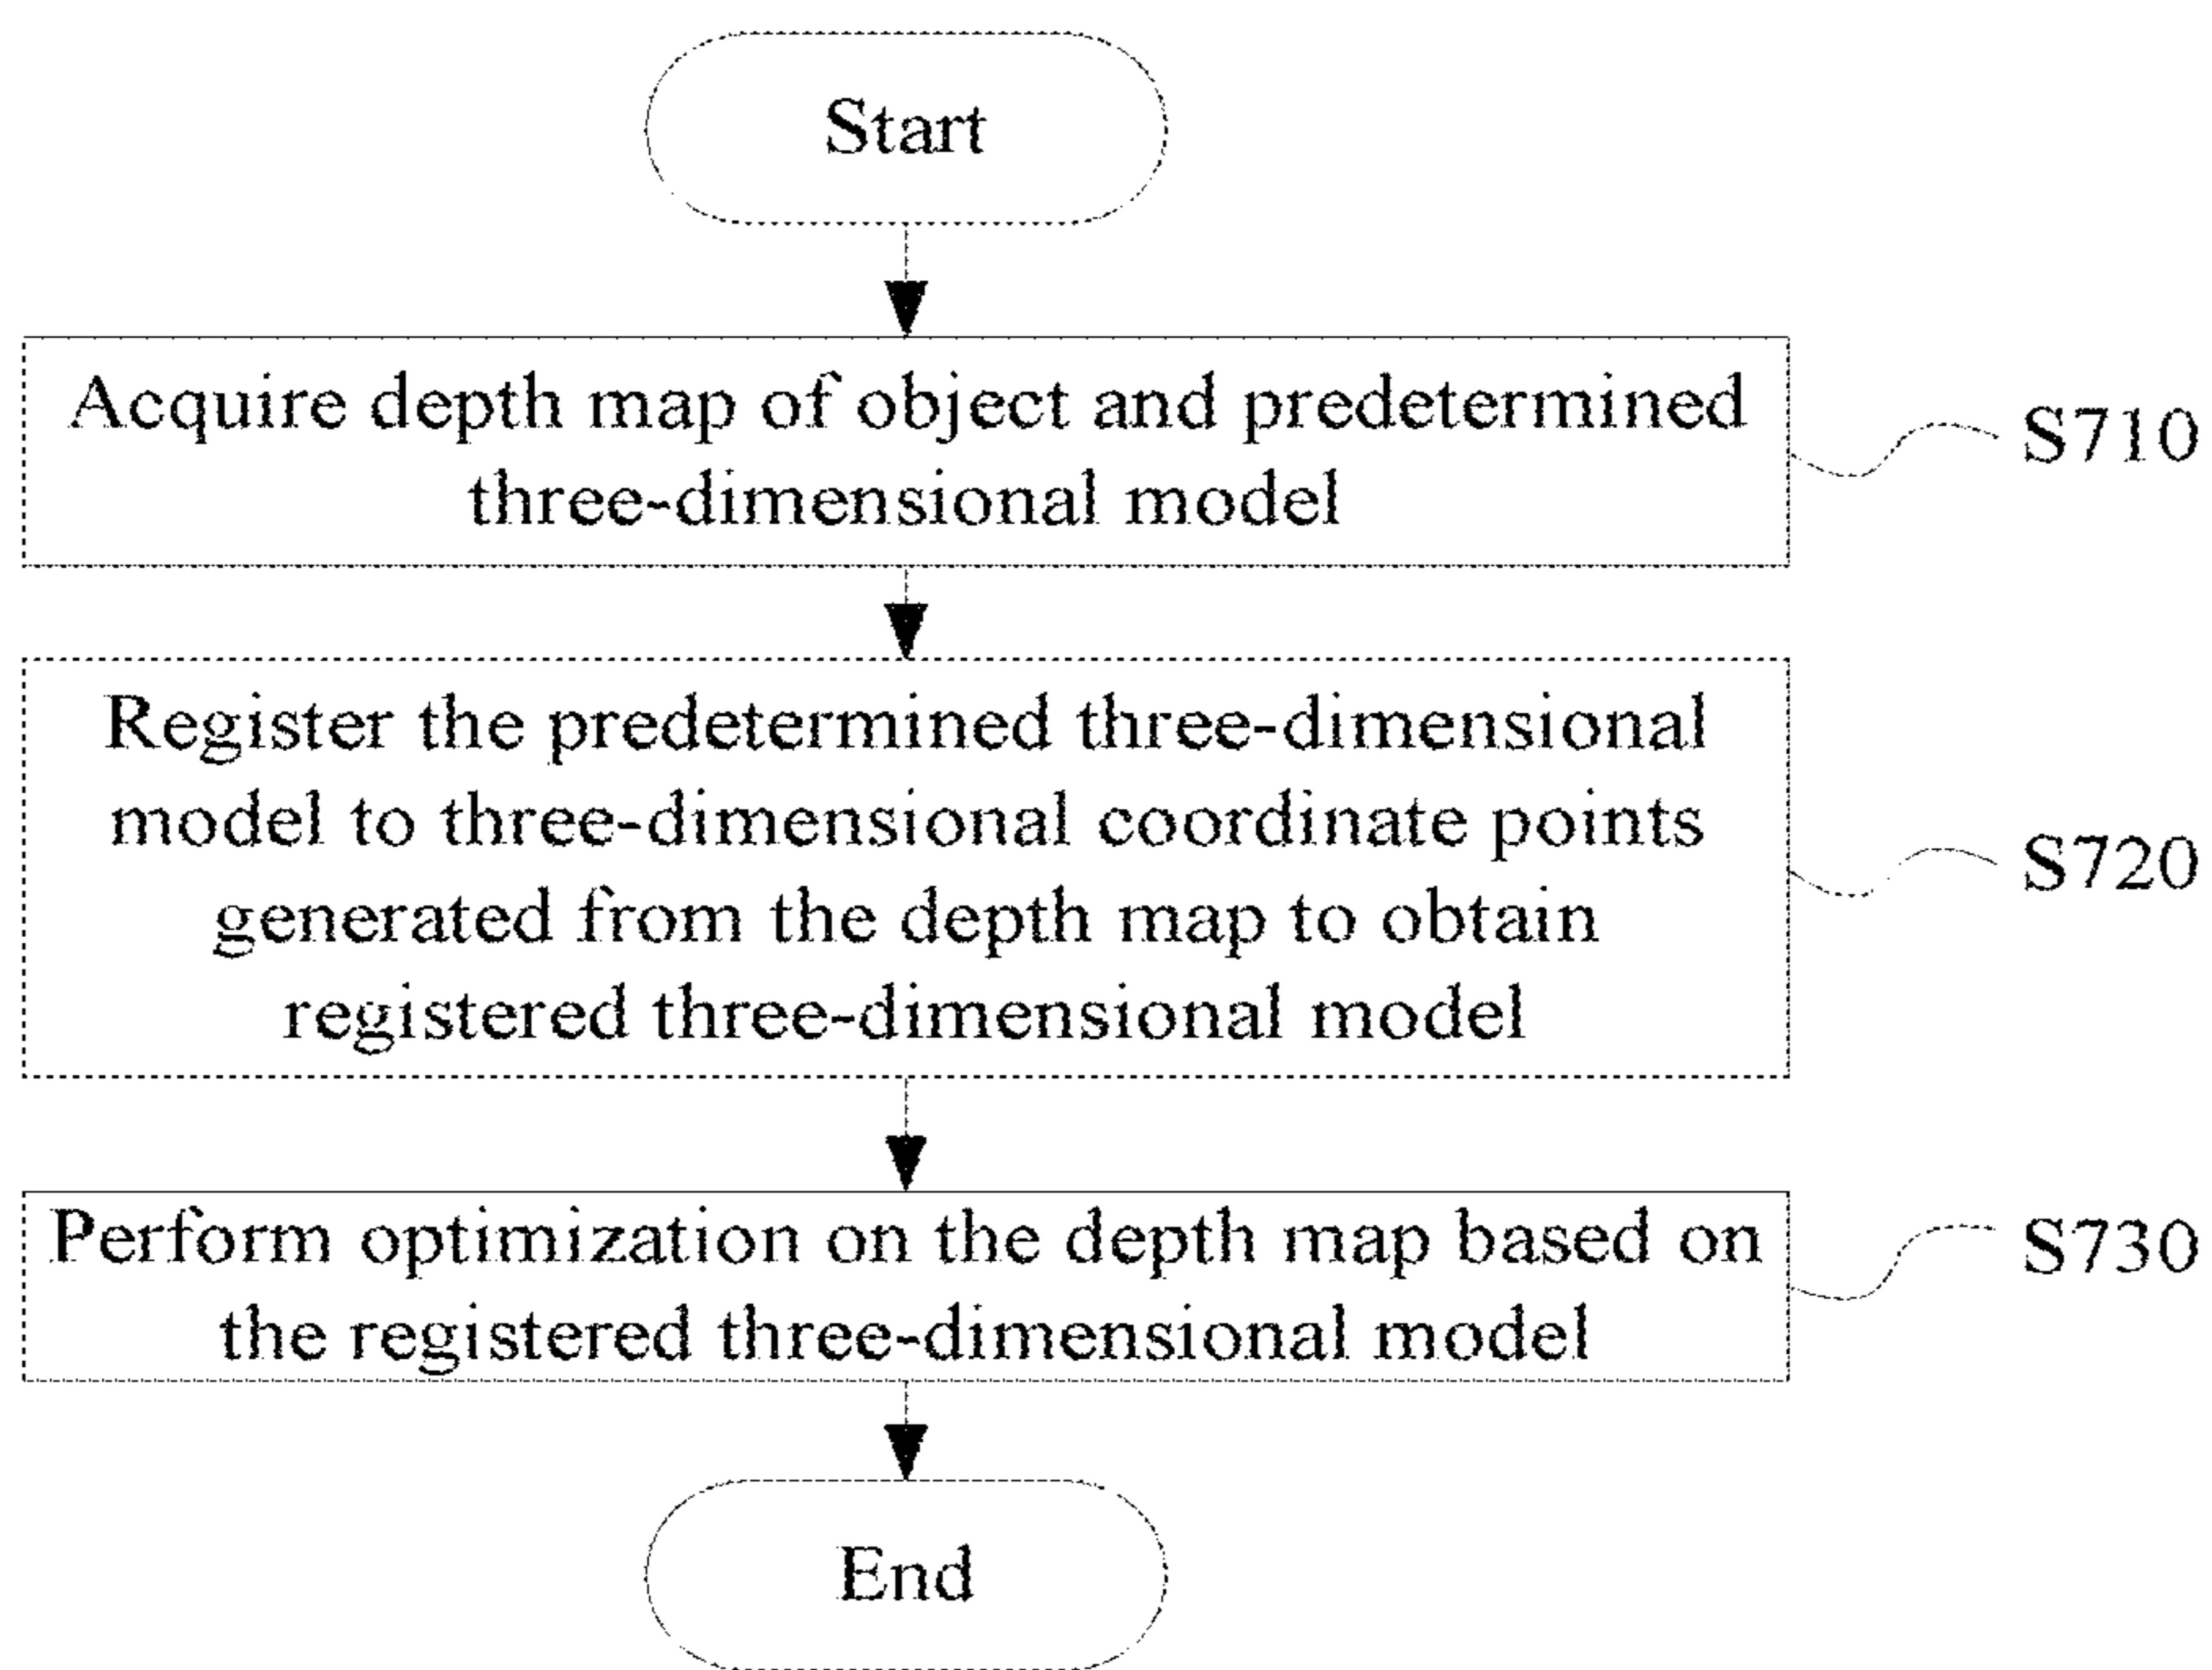 Start
Acquire depth map of object and predetermined
three-dimensional model
S710
Register the predetermined three-dimensional
model to three-dimensional coordinate points
generated from the depth map to obtain
registered three-dimensional model
S720
Perform optimization on the depth map based on
the registered three-dimensional model
S730
End